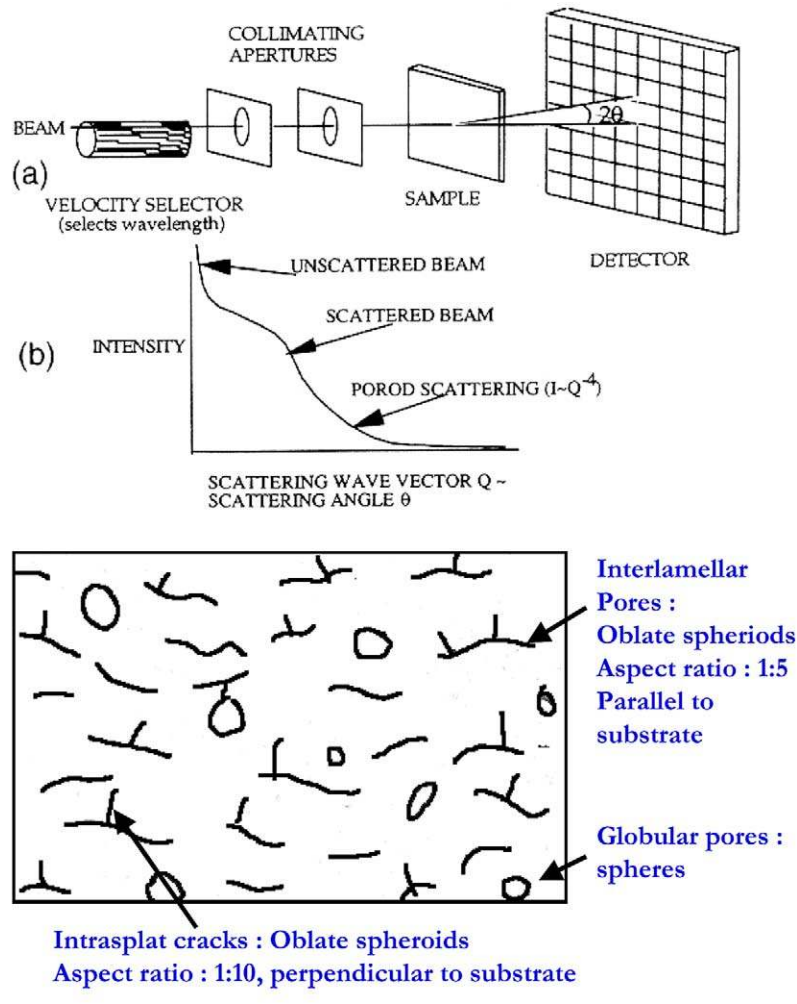 COLLIMATING
APERTURES
BEAM
2θ
(a)
VELOCITY SELECTOR
(selects wavelength)
SAMPLE
DETECTOR
UNSCATTERED BEAM
SCATTERED BEAM
(b)
INTENSITY
POROD SCATTERING (I~Q-4)
SCATTERING WAVE VECTOR Q ~
SCATTERING ANGLE θ
Interlamellar
Pores :
Oblate spheriods
Aspect ratio : 1:5
Parallel to
substrate
Globular pores :
spheres
Intrasplat cracks : Oblate spheroids
Aspect ratio : 1:10, perpendicular to substrate